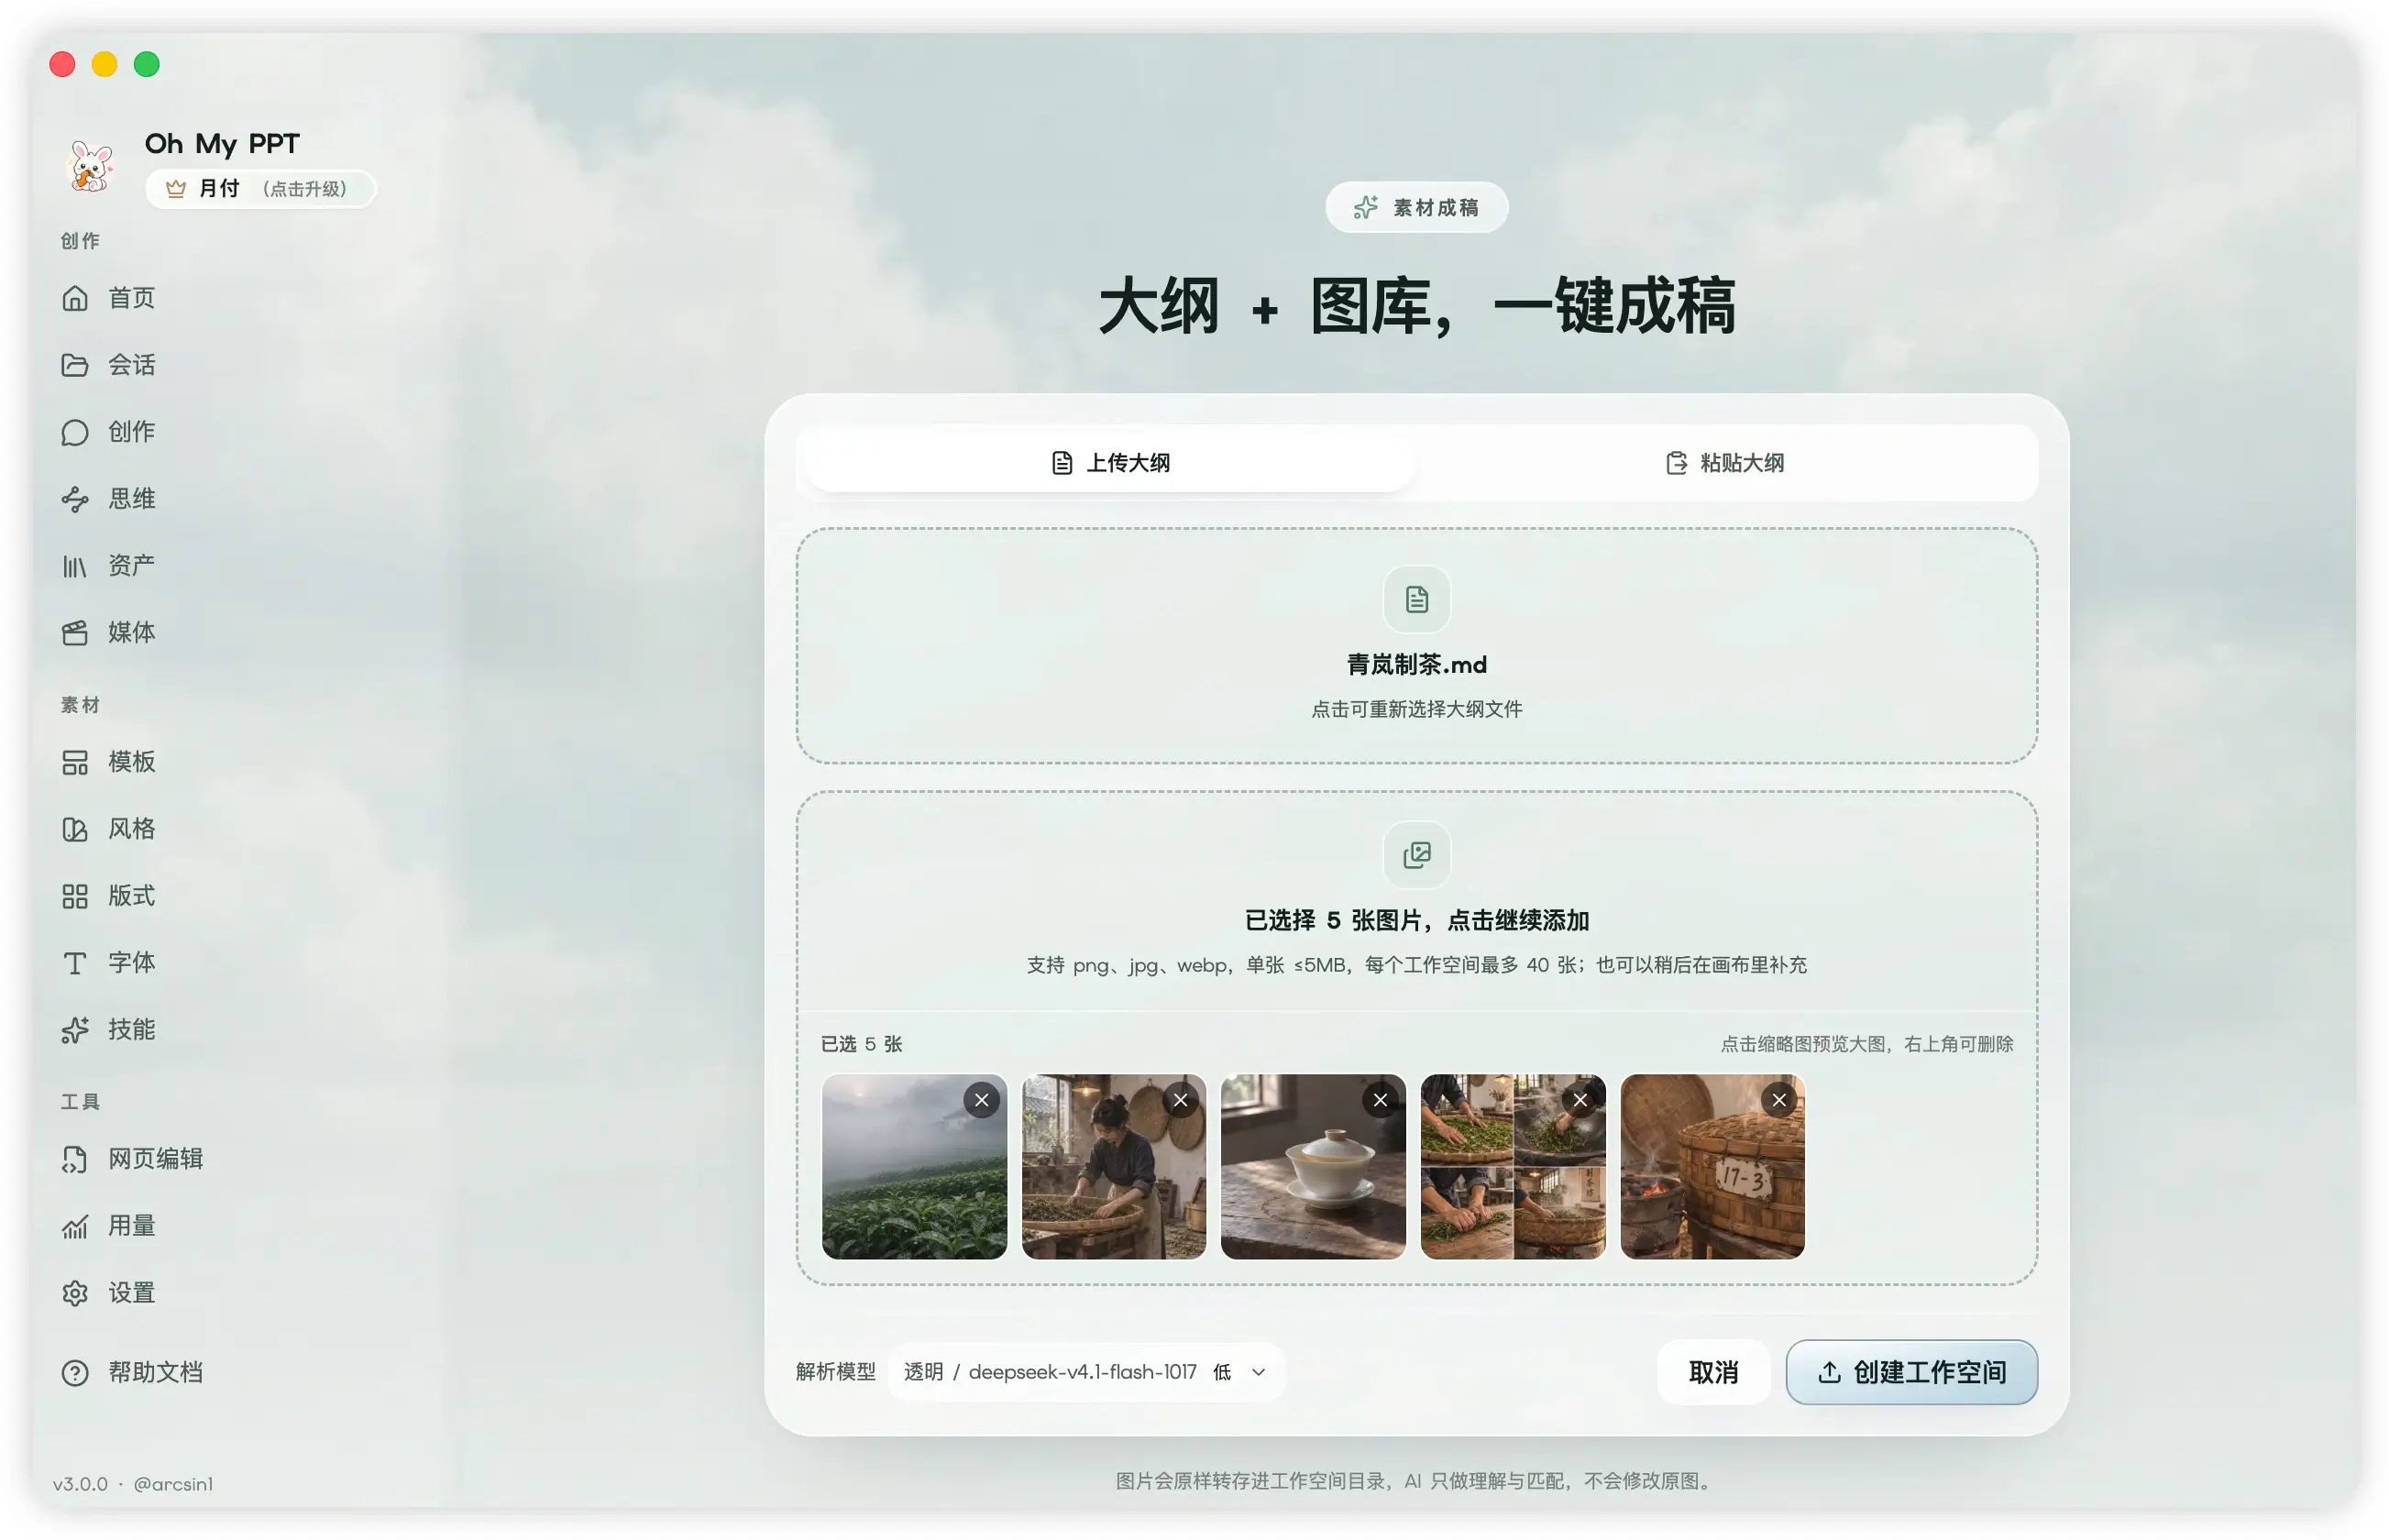 Oh My PPT
月付 （点击升级）
创作
首页
会话
创作
思维
资产
媒体
素材
模板
风格
版式
字体
技能
工具
网页编辑
用量
设置
帮助文档
v3.0.0 · @arcsin1
素材成稿
大纲 + 图库，一键成稿
上传大纲
粘贴大纲
青岚制茶.md
点击可重新选择大纲文件
已选择 5 张图片，点击继续添加
支持 png、jpg、webp，单张 ≤5MB，每个工作空间最多 40 张；也可以稍后在画布里补充
已选 5 张
点击缩略图预览大图，右上角可删除
17-3
解析模型
透明 / deepseek-v4.1-flash-1017 低
取消
创建工作空间
图片会原样转存进工作空间目录，AI 只做理解与匹配，不会修改原图。